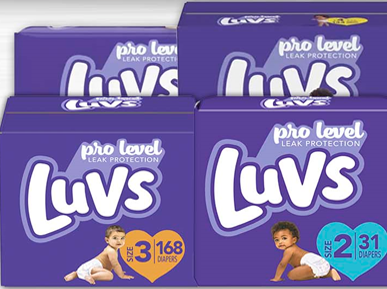 pro level
LEAK PROTECTION
Luvs
pro level
LEAK PROTECTION
Luvs
pro level
LEAK PROTECTION
Luvs
SIZE 3 168 DIAPERS
pro level
LEAK PROTECTION
Luvs
SIZE 2 31 DIAPERS